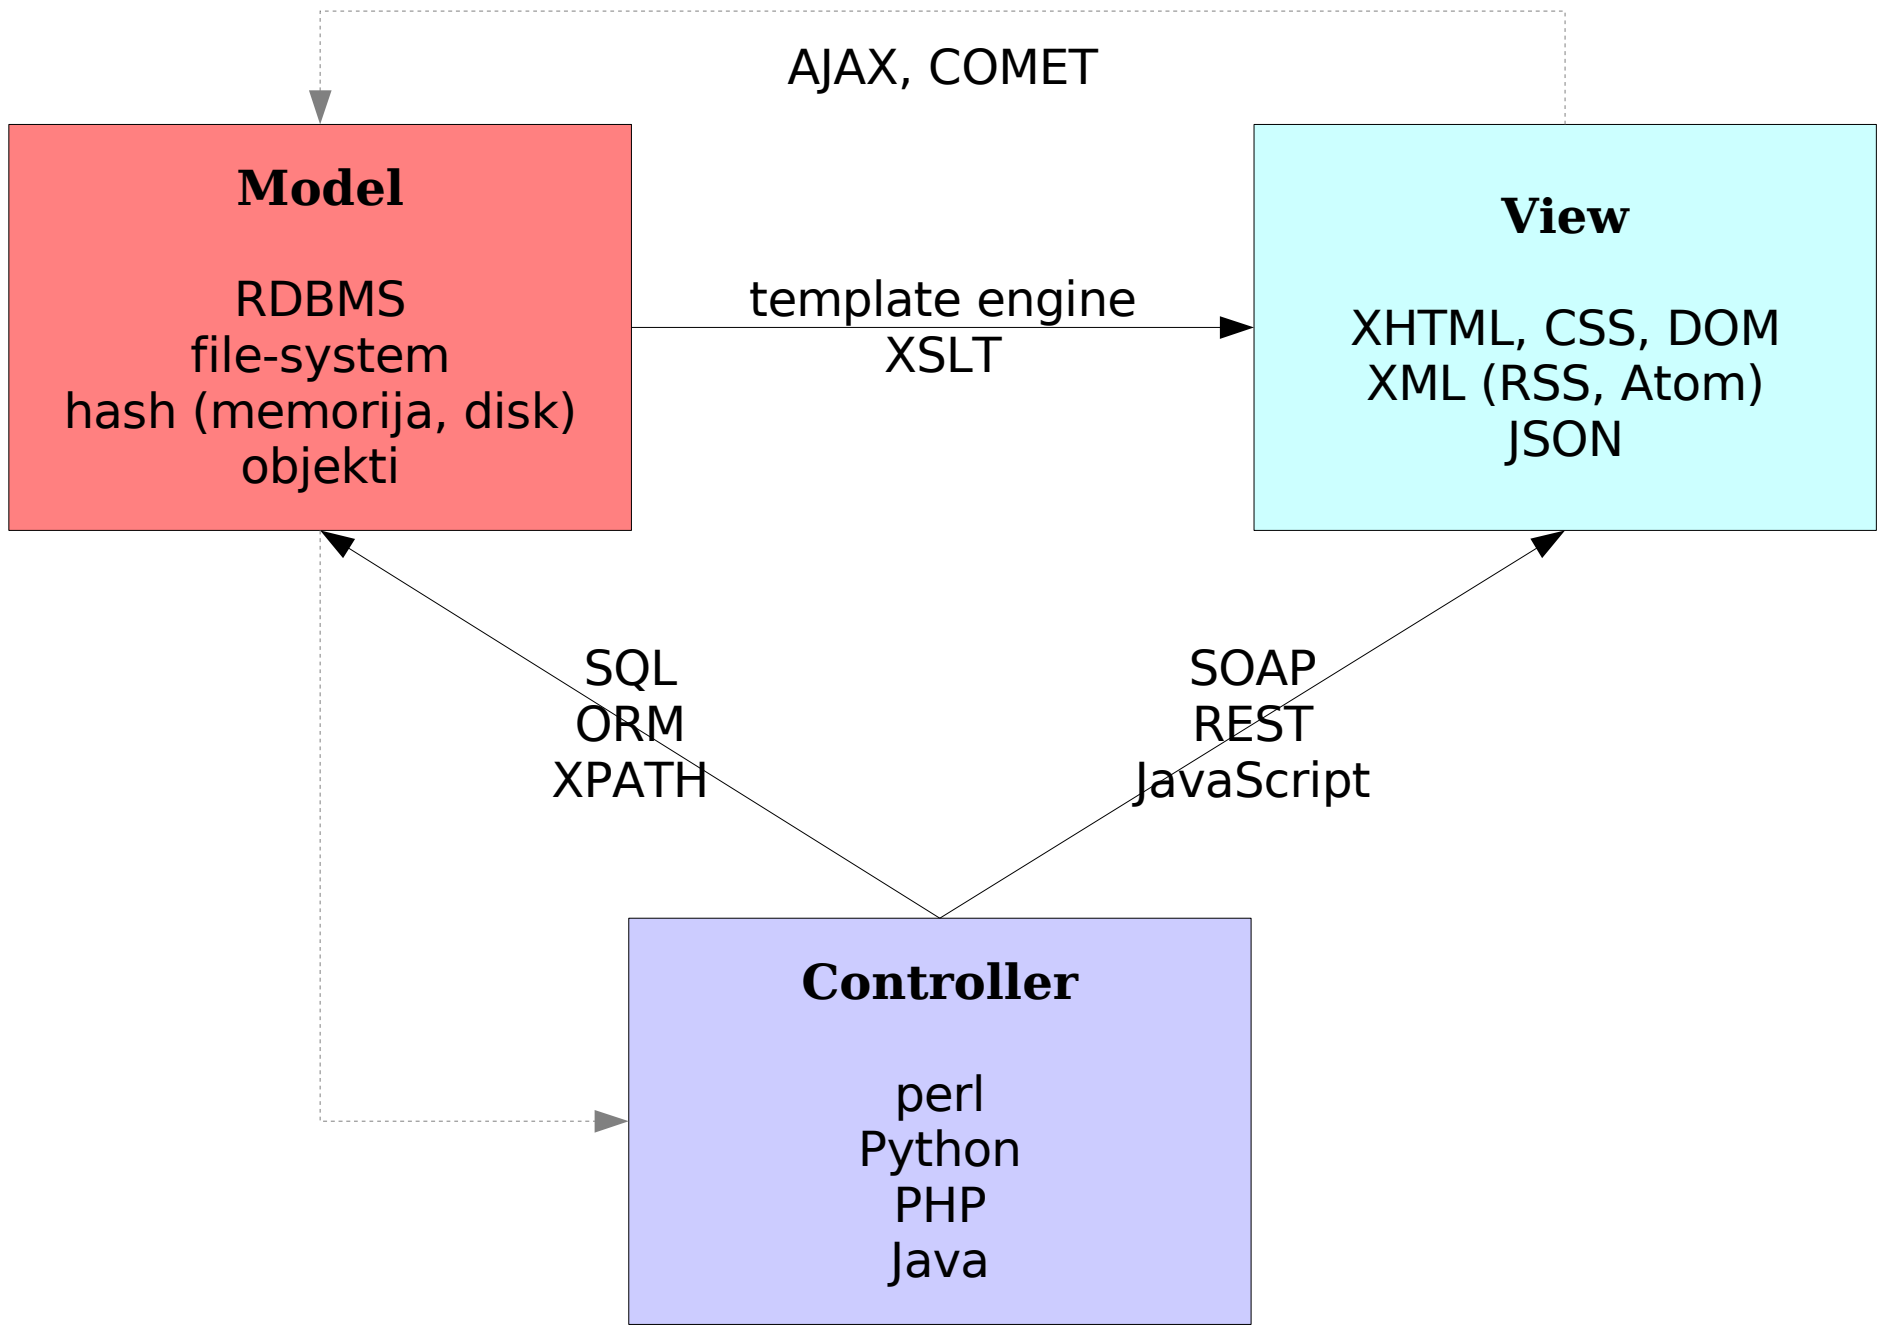 AJAX, COMET
Model
RDBMS
file-system
hash (memorija, disk)
objekti
template engine
XSLT
View
XHTML, CSS, DOM
XML (RSS, Atom)
JSON
SQL
ORM
XPATH
SOAP
REST
JavaScript
Controller
perl
Python
PHP
Java